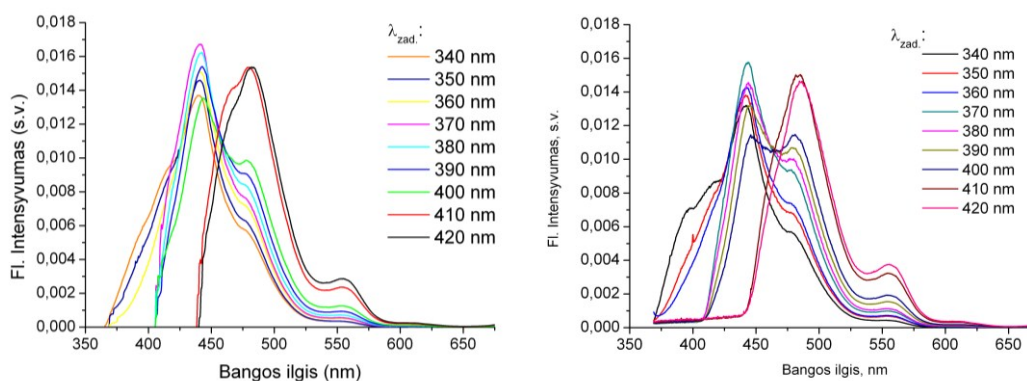 0,018
0,016
0,014
0,012
0,010
0,008
0,006
0,004
0,002
0,000
Fl. Intensyvumas (s.v.)
350 400 450 500 550 600 650
Bangos ilgis (nm)
λzad.:
340 nm
350 nm
360 nm
370 nm
380 nm
390 nm
400 nm
410 nm
420 nm
0,018
0,016
0,014
0,012
0,010
0,008
0,006
0,004
0,002
0,000
Fl. Intensyvumas, s.v.
350 400 450 500 550 600 650
Bangos ilgis, nm
λzad.:
340 nm
350 nm
360 nm
370 nm
380 nm
390 nm
400 nm
410 nm
420 nm